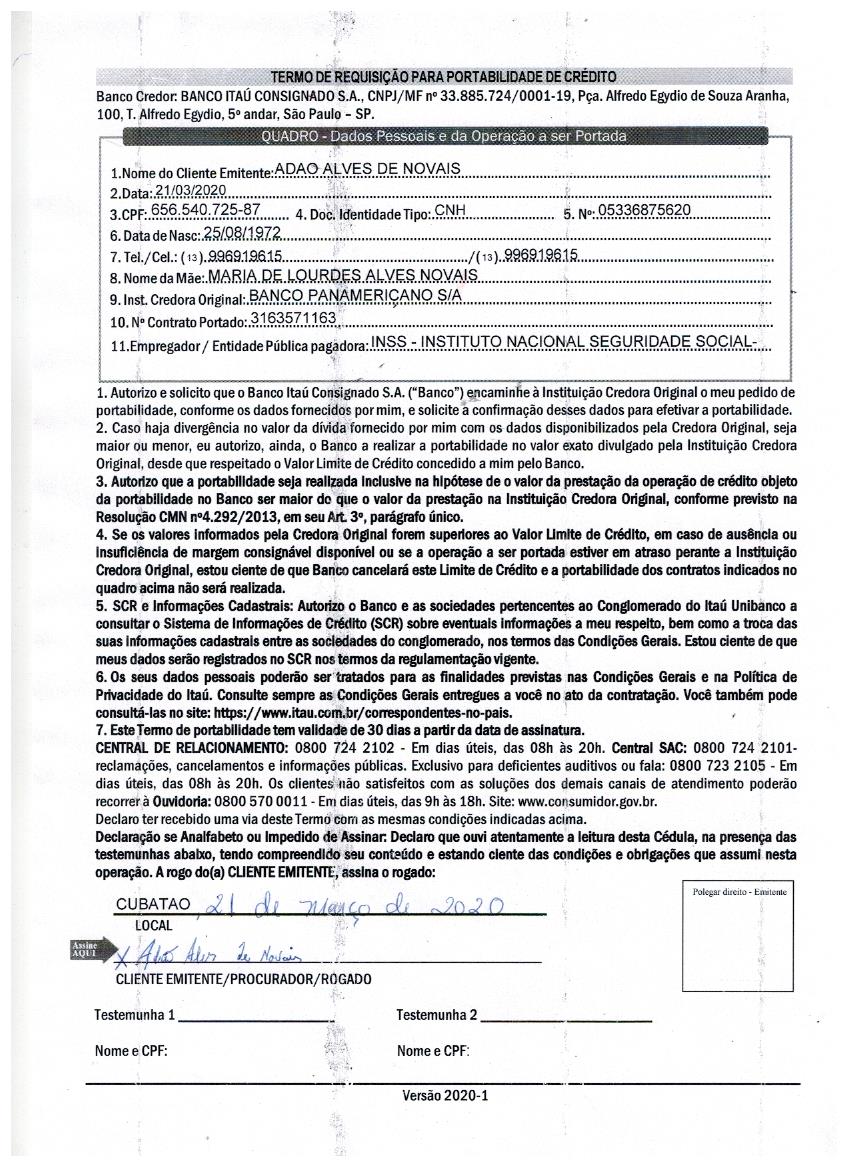 TERMO DE REQUISIÇÃO PARA PORTABILIDADE DE CRÉDITO
Banco Credor: BANCO ITAÚ CONSIGNADO S.A., CNPJ/MF nº 33.885.724/0001-19, Pça. Alfredo Egydio de Souza Aranha,
100, T. Alfredo Egydio, 5º andar, São Paulo – SP.
QUADRO - Dados Pessoais e da Operação a ser Portada
1.Nome do Cliente Emitente: ADAO ALVES DE NOVAIS
2.Data: 21/03/2020
3.CPF: 656.540.725-87 4. Doc. Identidade Tipo: CNH 5. Nº: 05336875620
6. Data de Nasc: 25/08/1972
7. Tel./Cel.: (13) 996919615 /(13) 996919615
8. Nome da Mãe: MARIA DE LOURDES ALVES NOVAIS
9. Inst. Credora Original: BANCO PANAMERICANO S/A
10. Nº Contrato Portado: 3163571163
11.Empregador / Entidade Pública pagadora: INSS - INSTITUTO NACIONAL SEGURIDADE SOCIAL-
1. Autorizo e solicito que o Banco Itaú Consignado S.A. (“Banco”) encaminhe à Instituição Credora Original o meu pedido de
portabilidade, conforme os dados fornecidos por mim, e solicite a confirmação desses dados para efetivar a portabilidade.
2. Caso haja divergência no valor da dívida fornecido por mim com os dados disponibilizados pela Credora Original, seja
maior ou menor, eu autorizo, ainda, o Banco a realizar a portabilidade no valor exato divulgado pela Instituição Credora
Original, desde que respeitado o Valor Limite de Crédito concedido a mim pelo Banco.
3. Autorizo que a portabilidade seja realizada inclusive na hipótese de o valor da prestação da operação de crédito objeto
da portabilidade no Banco ser maior do que o valor da prestação na Instituição Credora Original, conforme previsto na
Resolução CMN nº4.292/2013, em seu Art. 3º, parágrafo único.
4. Se os valores informados pela Credora Original forem superiores ao Valor Limite de Crédito, em caso de ausência ou
insuficiência de margem consignável disponível ou se a operação a ser portada estiver em atraso perante a Instituição
Credora Original, estou ciente de que Banco cancelará este Limite de Crédito e a portabilidade dos contratos indicados no
quadro acima não será realizada.
5. SCR e Informações Cadastrais: Autorizo o Banco e as sociedades pertencentes ao Conglomerado do Itaú Unibanco a
consultar o Sistema de Informações de Crédito (SCR) sobre eventuais informações a meu respeito, bem como a troca das
suas informações cadastrais entre as sociedades do conglomerado, nos termos das Condições Gerais. Estou ciente de que
meus dados serão registrados no SCR nos termos da regulamentação vigente.
6. Os seus dados pessoais poderão ser tratados para as finalidades previstas nas Condições Gerais e na Política de
Privacidade do Itaú. Consulte sempre as Condições Gerais entregues a você no ato da contratação. Você também pode
consultá-las no site: https://www.itau.com.br/correspondentes-no-pais.
7. Este Termo de portabilidade tem validade de 30 dias a partir da data de assinatura.
CENTRAL DE RELACIONAMENTO: 0800 724 2102 - Em dias úteis, das 08h às 20h. Central SAC: 0800 724 2101-
reclamações, cancelamentos e informações públicas. Exclusivo para deficientes auditivos ou fala: 0800 723 2105 - Em
dias úteis, das 08h às 20h. Os clientes não satisfeitos com as soluções dos demais canais de atendimento poderão
recorrer à Ouvidoria: 0800 570 0011 - Em dias úteis, das 9h às 18h. Site: www.consumidor.gov.br.
Declaro ter recebido uma via deste Termo com as mesmas condições indicadas acima.
Declaração se Analfabeto ou Impedido de Assinar: Declaro que ouvi atentamente a leitura desta Cédula, na presença das
testemunhas abaixo, tendo compreendido seu conteúdo e estando ciente das condições e obrigações que assumi nesta
operação. A rogo do(a) CLIENTE EMITENTE, assina o rogado:
Polegar direito - Emitente
CUBATAO, 21 de março de 2020
LOCAL
Assine
AQUI
X Adão Alves de Novais
CLIENTE EMITENTE/PROCURADOR/ROGADO
Testemunha 1 Testemunha 2
Nome e CPF: Nome e CPF:
Versão 2020-1